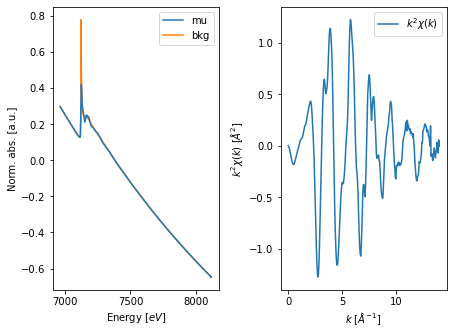 mu
bkg
0.8
0.6
0.4
0.2
0.0
−0.2
−0.4
−0.6
Norm. abs. [a.u.]
7000
7500
8000
Energy [eV]
k²χ(k)
1.0
0.5
0.0
−0.5
−1.0
k²χ(k) [Å²]
0
5
10
k [Å⁻¹]